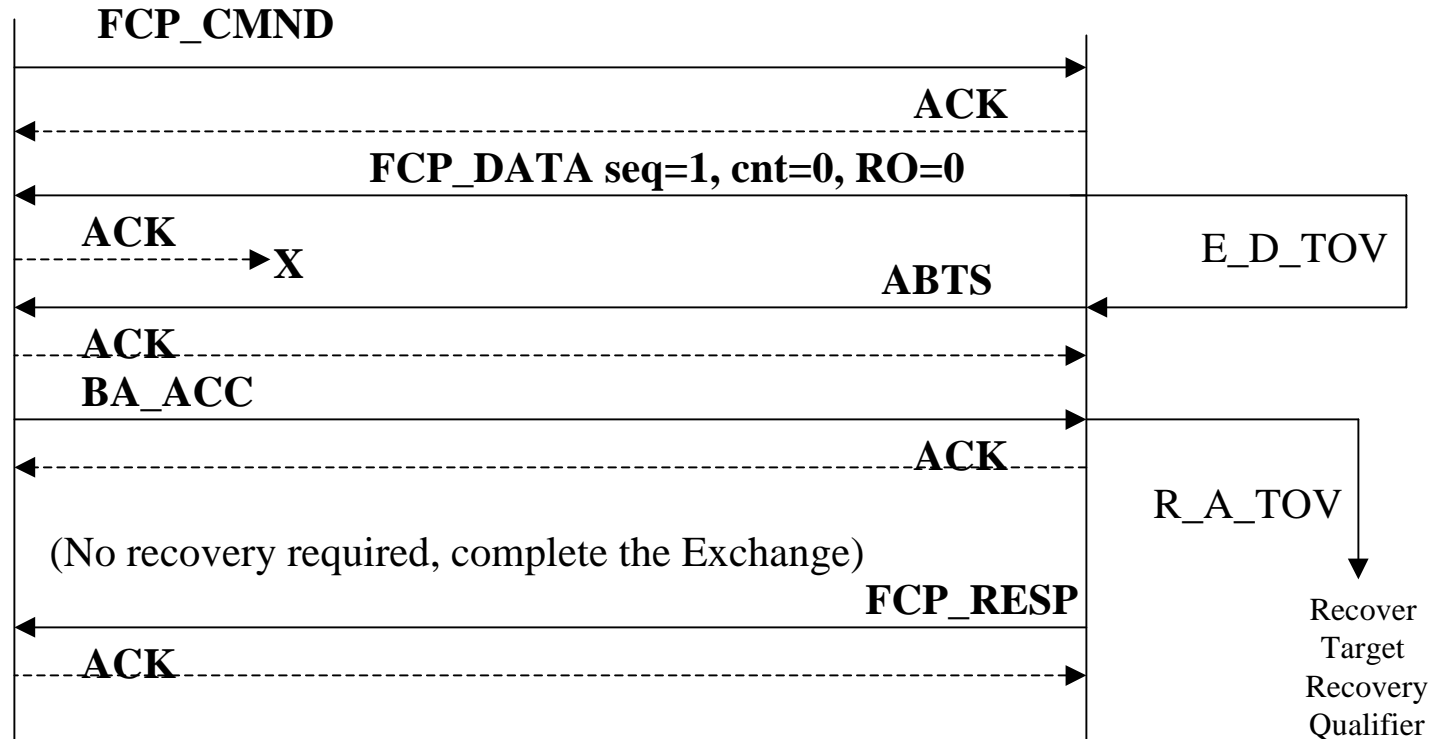 FCP_CMND
ACK
FCP_DATA seq=1, cnt=0, RO=0
ACK
X
E_D_TOV
ABTS
ACK
BA_ACC
ACK
R_A_TOV
(No recovery required, complete the Exchange)
FCP_RESP
Recover
Target
Recovery
Qualifier
ACK